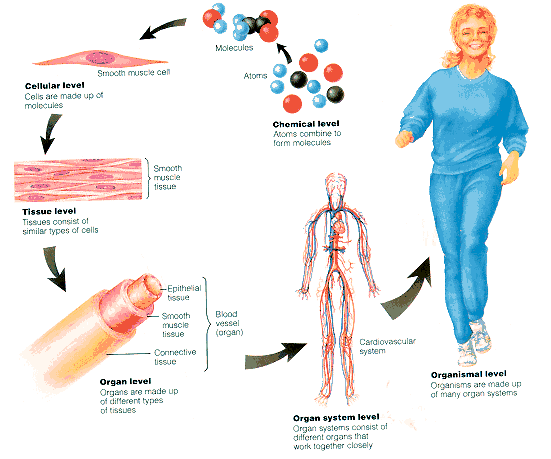 Molecules
Atoms
Chemical level
Atoms combine to
form molecules
Smooth muscle cell
Cellular level
Cells are made up of
molecules
Smooth
muscle
tissue
Tissue level
Tissues consist of
similar types of cells
Epithelial
tissue
Smooth
muscle
tissue
Connective
tissue
Blood
vessel
(organ)
Organ level
Organs are made up
of different types
of tissues
Cardiovascular
system
Organ system level
Organ systems consist of
different organs that
work together closely
Organismal level
Organisms are made up
of many organ systems